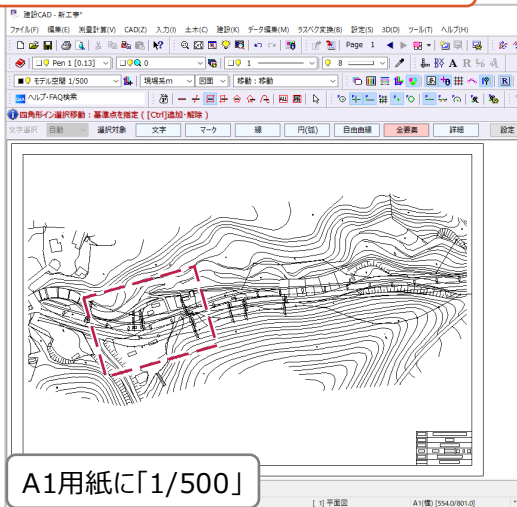 建設CAD - 新工事*
ファイル(F) 編集(E) 測量計算(V) CAD(Z) 入力(I) 土木(C) 建設(K) データ編集(M) ラスベク変換(B) 設定(S) 3D(D) ツール(T) ヘルプ(H)
Page 1
Pen 1 [0.13] 0 1 8 A R
モデル空間 1/500 現場系m 図面 移動 : 移動 R
ヘルプ・FAQ検索
四角形イン選択移動 : 基準点を指定 ( [Ctrl]追加・解除 )
文字選択 自動 選択対象 文字 マーク 線 円(弧) 自由曲線 全要素 詳細 設定
A1用紙に「1/500」
[ 1] 平面図 A1(横) [554.0/801.0]